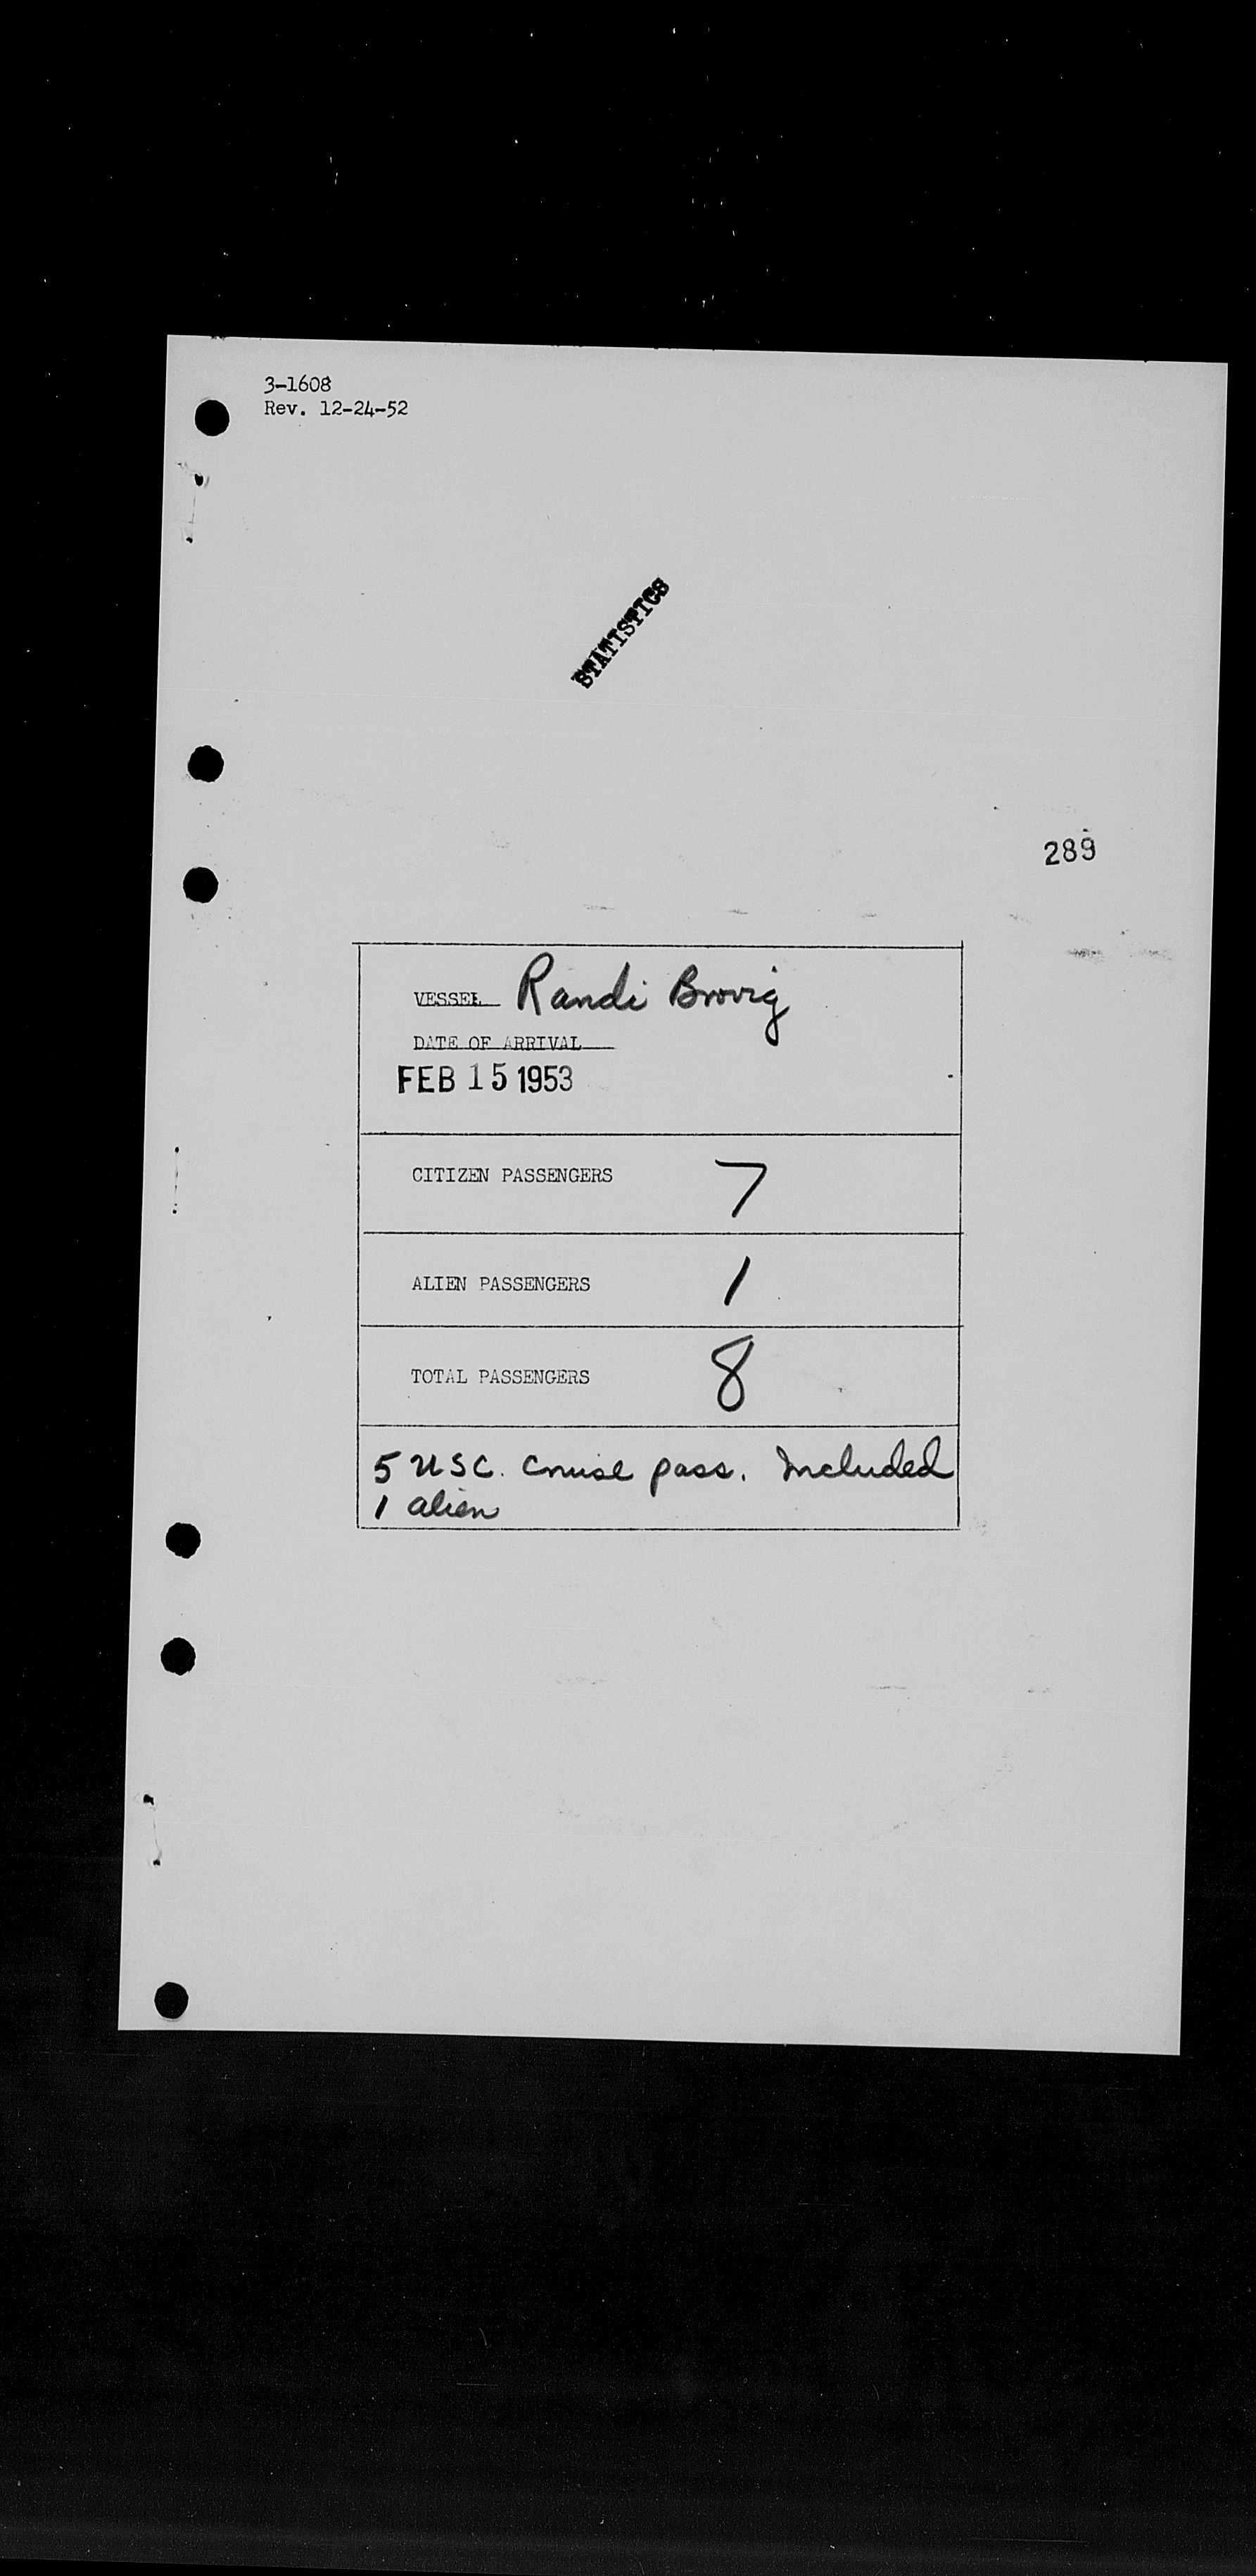 3-1608
Rev. 12-24-52
STATISTICS
289
VESSEL Randi Brovig
DATE OF ARRIVAL
FEB 15 1953
CITIZEN PASSENGERS 7
ALIEN PASSENGERS 1
TOTAL PASSENGERS 8
5 USC. Cruise pass. Included
1 alien